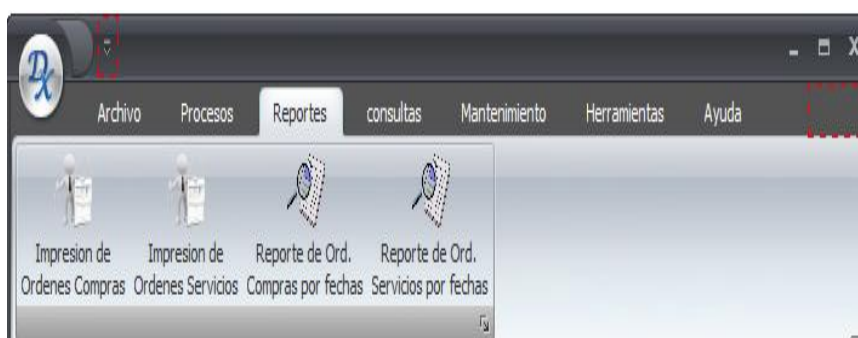 DX
Archivo Procesos Reportes consultas Mantenimiento Herramientas Ayuda
Impresion de Impresion de Reporte de Ord. Reporte de Ord.
Ordenes Compras Ordenes Servicios Compras por fechas Servicios por fechas